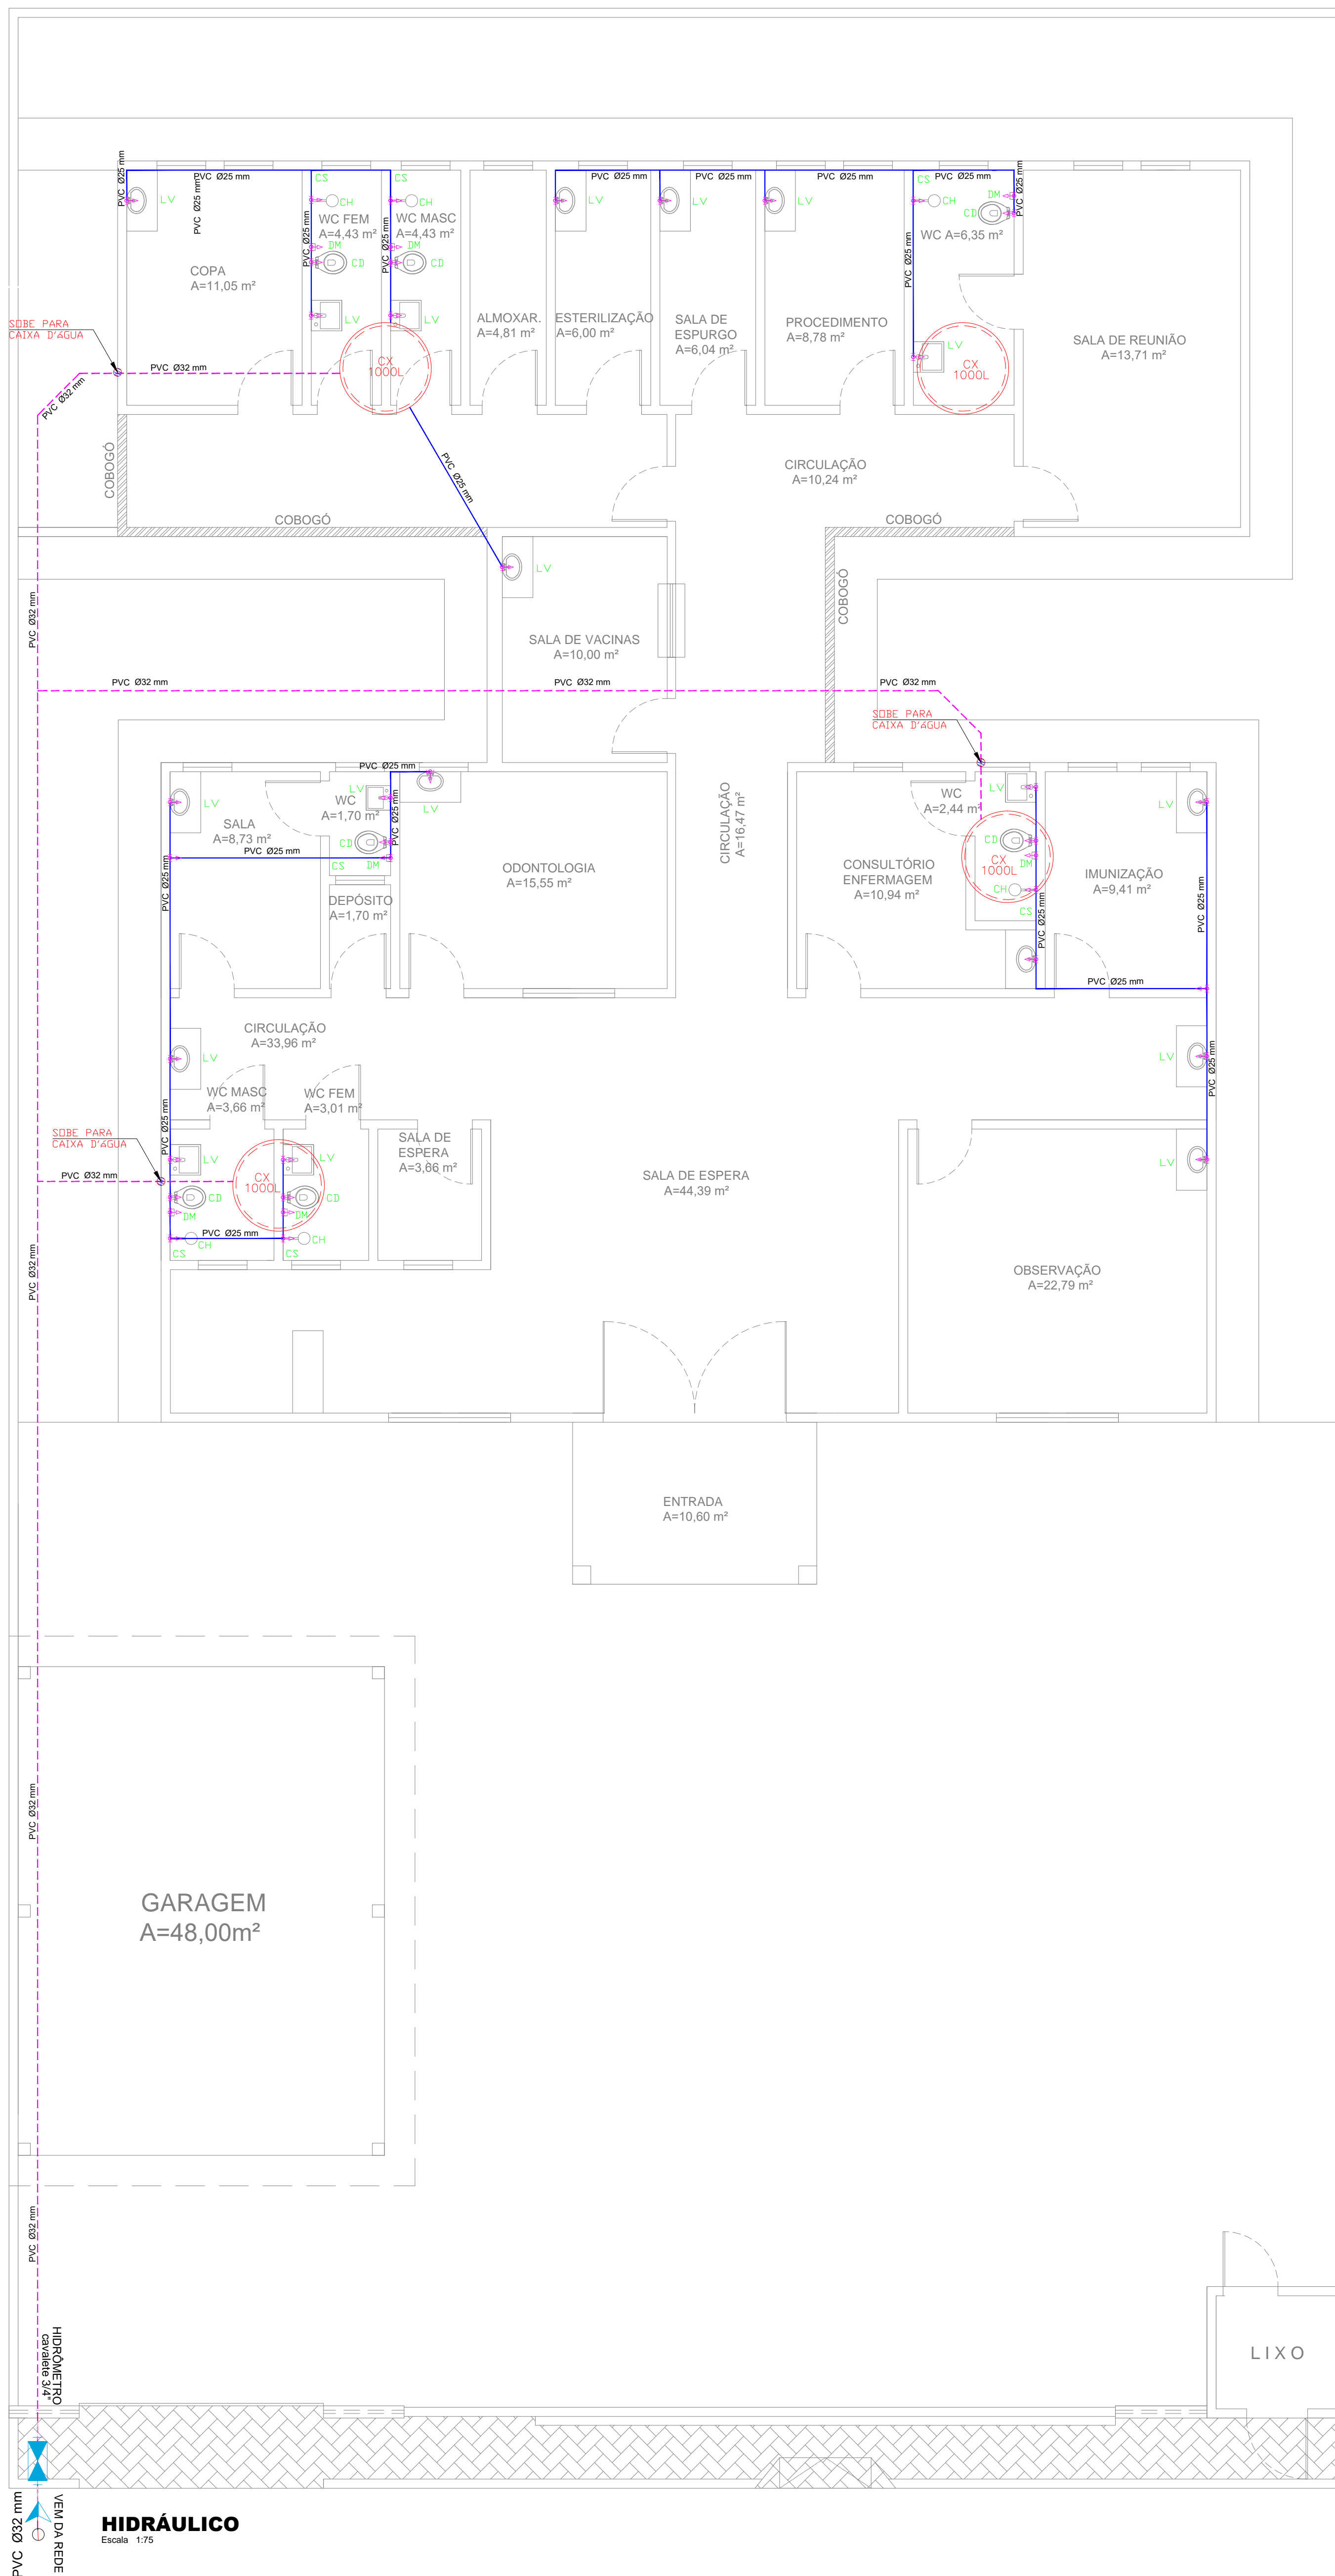 PVC Ø25 mm
PVC Ø25 mm
PVC Ø25 mm
LV
COPA
A=11,05 m²
CS
CH
WC FEM
A=4,43 m²
DM
CD
LV
PVC Ø25 mm
CS
CH
WC MASC
A=4,43 m²
DM
CD
LV
PVC Ø25 mm
ALMOXAR.
A=4,81 m²
PVC Ø25 mm
LV
ESTERILIZAÇÃO
A=6,00 m²
PVC Ø25 mm
LV
SALA DE
ESPURGO
A=6,04 m²
PVC Ø25 mm
LV
PROCEDIMENTO
A=8,78 m²
PVC Ø25 mm
CS
PVC Ø25 mm
CH
DM
CD
PVC Ø25 mm
WC A=6,35 m²
LV
SALA DE REUNIÃO
A=13,71 m²
SOBE PARA
CAIXA D'ÁGUA
PVC Ø32 mm
PVC Ø32 mm
CX
1000L
CX
1000L
COBOGÓ
PVC Ø25 mm
CIRCULAÇÃO
A=10,24 m²
COBOGÓ
COBOGÓ
COBOGÓ
LV
PVC Ø32 mm
SALA DE VACINAS
A=10,00 m²
PVC Ø32 mm
PVC Ø32 mm
PVC Ø32 mm
SOBE PARA
CAIXA D'ÁGUA
PVC Ø25 mm
LV
SALA
A=8,73 m²
PVC Ø25 mm
PVC Ø25 mm
LV
WC
A=1,70 m²
CD
CS
DM
PVC Ø25 mm
LV
DEPÓSITO
A=1,70 m²
ODONTOLOGIA
A=15,55 m²
CIRCULAÇÃO
A=16,47 m²
CONSULTÓRIO
ENFERMAGEM
A=10,94 m²
WC
A=2,44 m²
LV
CD
DM
CX
1000L
CH
CS
PVC Ø25 mm
LV
IMUNIZAÇÃO
A=9,41 m²
PVC Ø25 mm
PVC Ø25 mm
CIRCULAÇÃO
A=33,96 m²
LV
LV
PVC Ø25 mm
WC MASC
A=3,66 m²
WC FEM
A=3,01 m²
PVC Ø25 mm
SOBE PARA
CAIXA D'ÁGUA
PVC Ø32 mm
LV
CD
DM
CH
CS
PVC Ø25 mm
CX
1000L
LV
CD
DM
CH
CS
SALA DE
ESPERA
A=3,66 m²
SALA DE ESPERA
A=44,39 m²
LV
OBSERVAÇÃO
A=22,79 m²
PVC Ø32 mm
ENTRADA
A=10,60 m²
PVC Ø32 mm
GARAGEM
A=48,00m²
PVC Ø32 mm
HIDRÔMETRO
cavalete 3/4"
LIXO
PVC Ø32 mm
VEM DA REDE
HIDRÁULICO
Escala 1:75